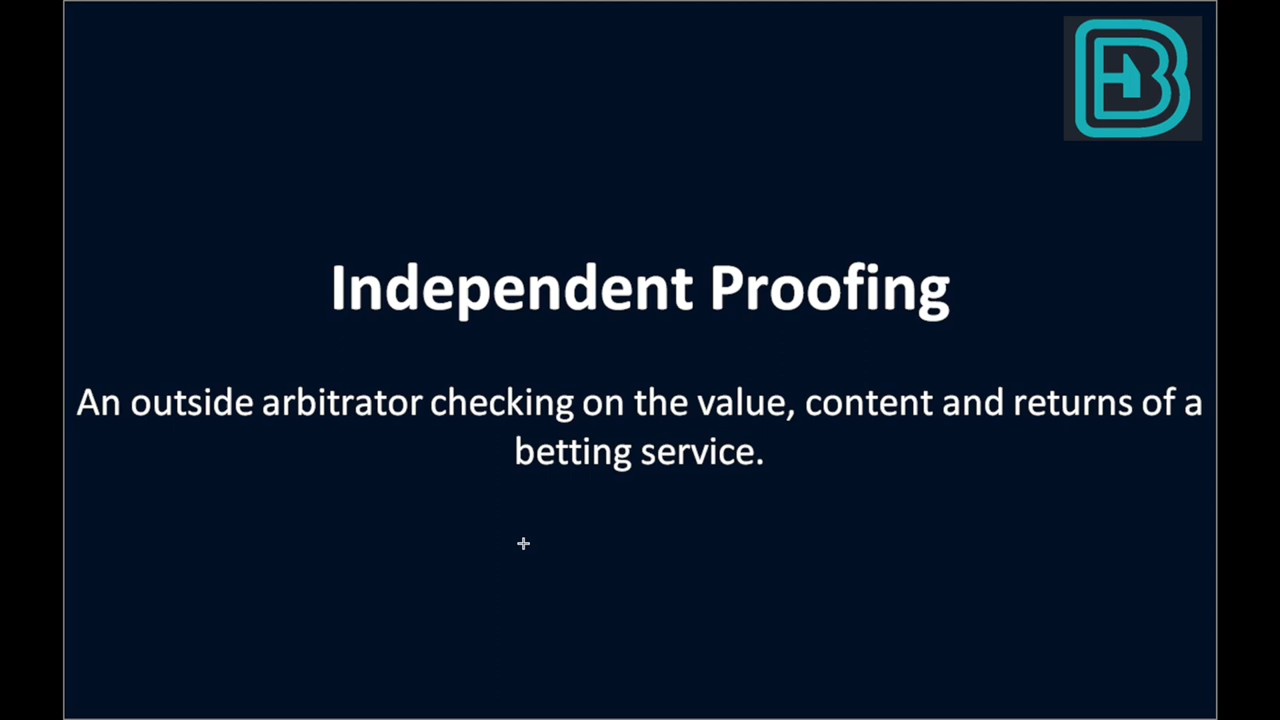 Independent Proofing
An outside arbitrator checking on the value, content and returns of a
betting service.